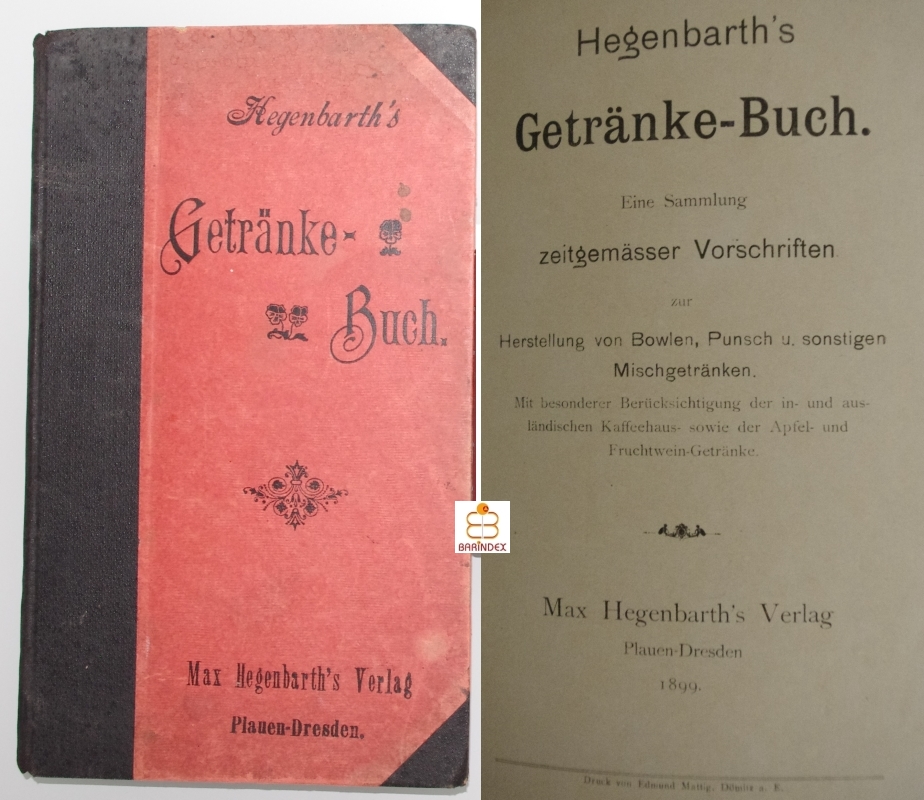 Hegenbarth's
Getränke-
Buch.
Max Hegenbarth's Verlag
Plauen-Dresden.
BARINDEX
Hegenbarth's
Getränke-Buch.
Eine Sammlung
zeitgemässer Vorschriften
zur
Herstellung von Bowlen, Punsch u. sonstigen
Mischgetränken.
Mit besonderer Berücksichtigung der in- und aus-
ländischen Kaffeehaus- sowie der Apfel- und
Fruchtwein-Getränke.
Max Hegenbarth's Verlag
Plauen-Dresden
1899.
Druck von Edmund Mattig, Dömitz a. E.